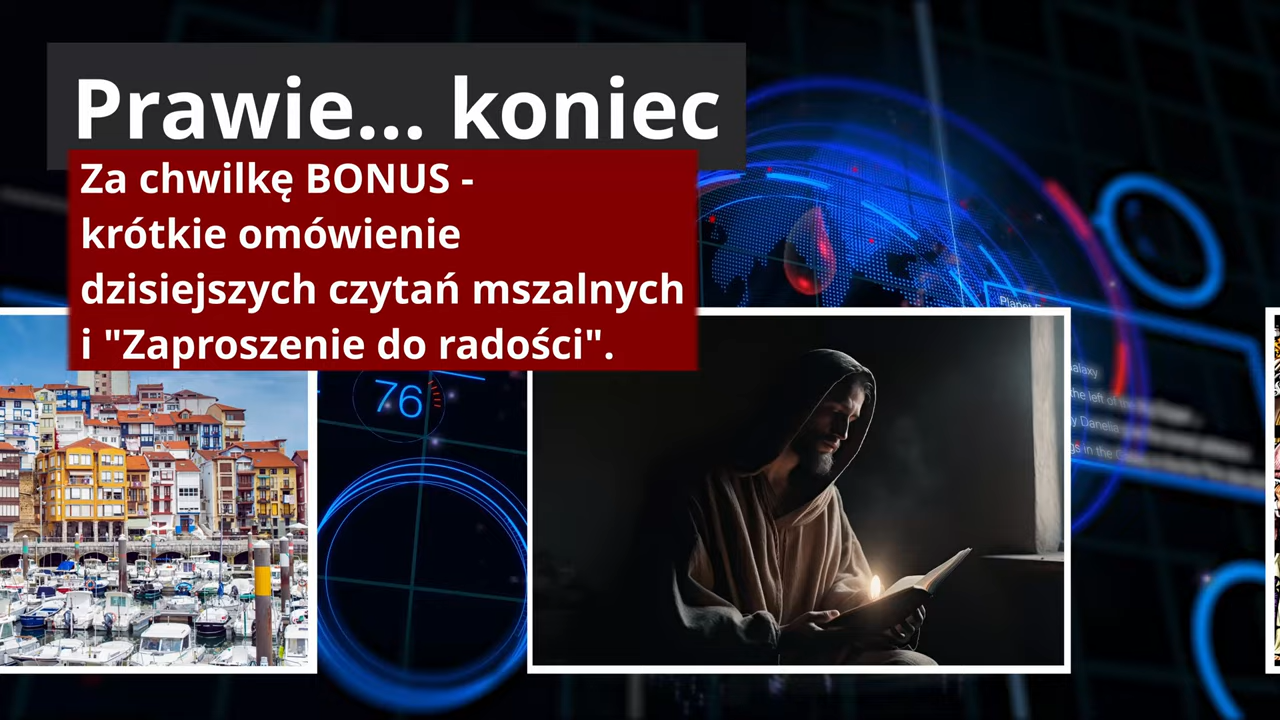 Prawie... koniec
Za chwilkę BONUS -
krótkie omówienie
dzisiejszych czytań mszalnych
i "Zaproszenie do radości".
76